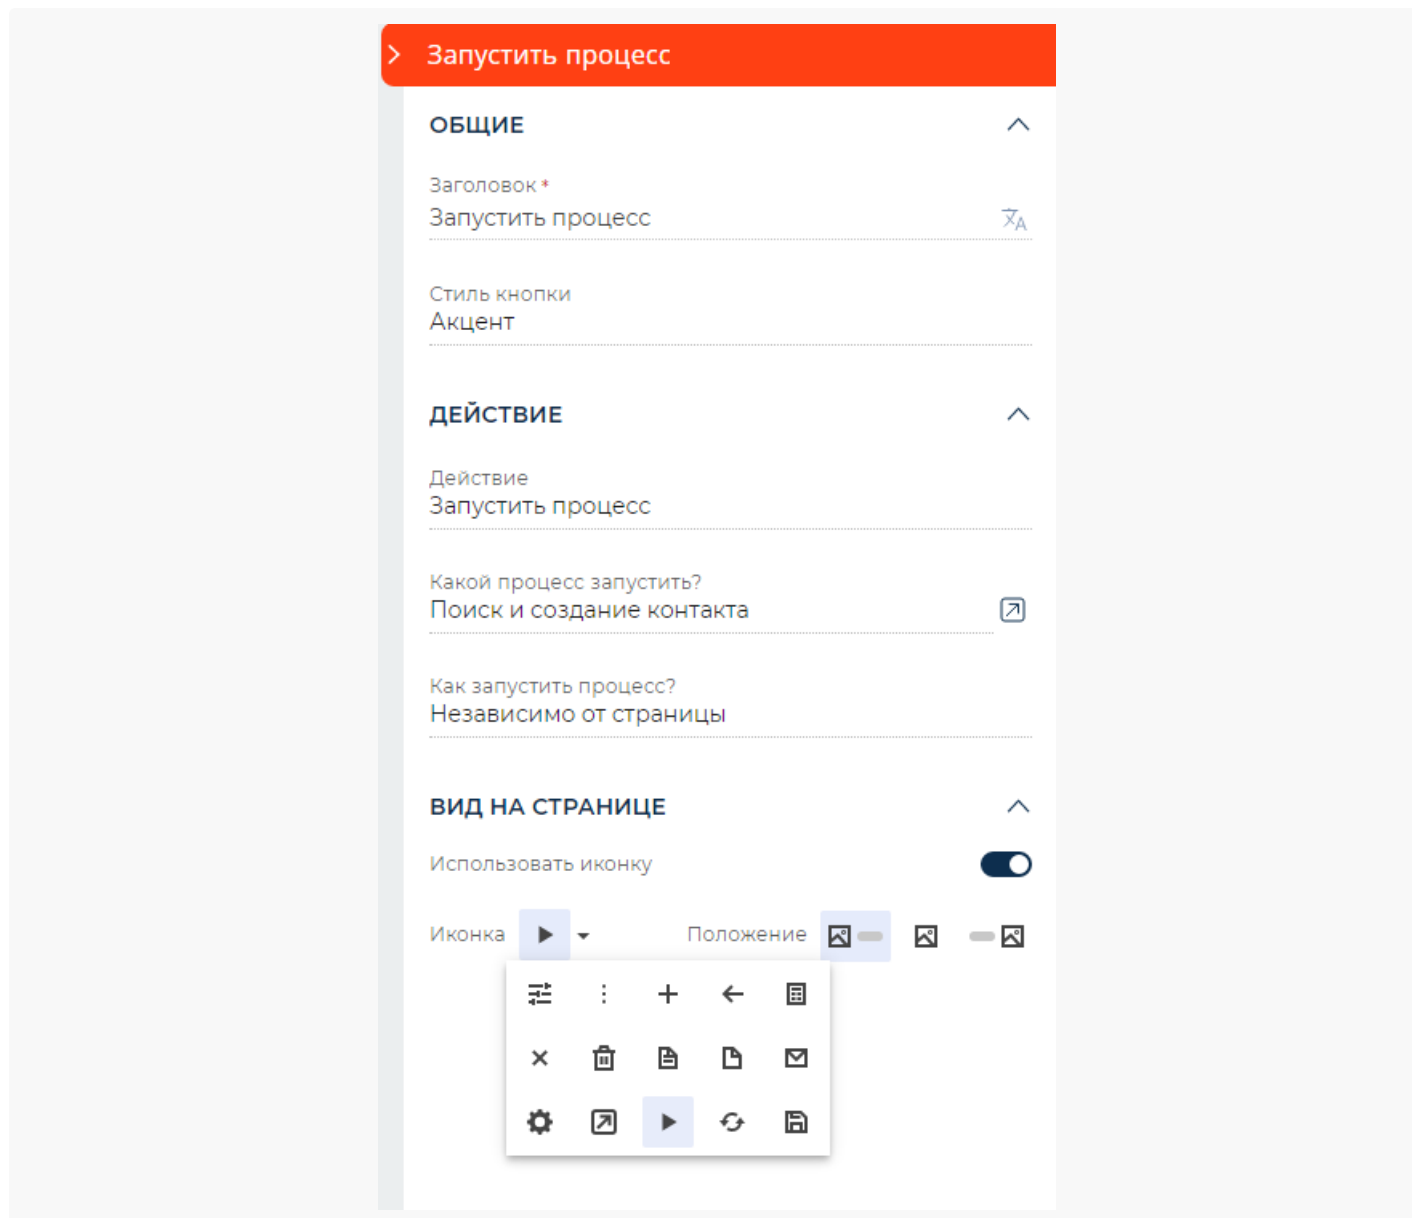 Запустить процесс
ОБЩИЕ
Заголовок *
Запустить процесс
Стиль кнопки
Акцент
ДЕЙСТВИЕ
Действие
Запустить процесс
Какой процесс запустить?
Поиск и создание контакта
Как запустить процесс?
Независимо от страницы
ВИД НА СТРАНИЦЕ
Использовать иконку
Иконка Положение